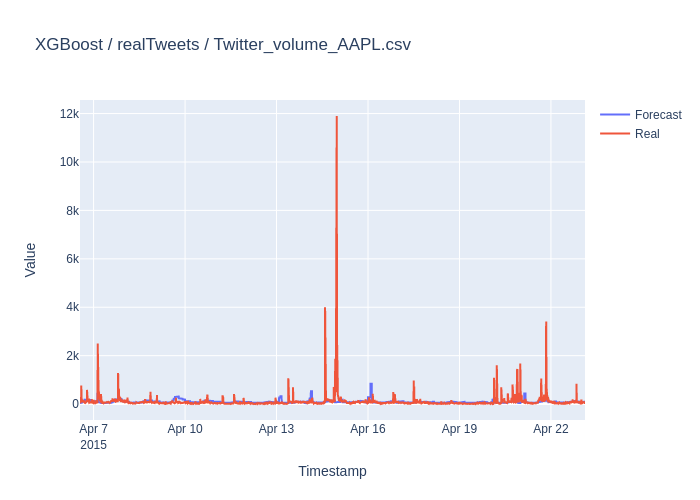 XGBoost / realTweets / Twitter_volume_AAPL.csv
12k
10k
8k
6k
4k
2k
0
Value
Apr 7
2015
Apr 10
Apr 13
Apr 16
Apr 19
Apr 22
Timestamp
Forecast
Real